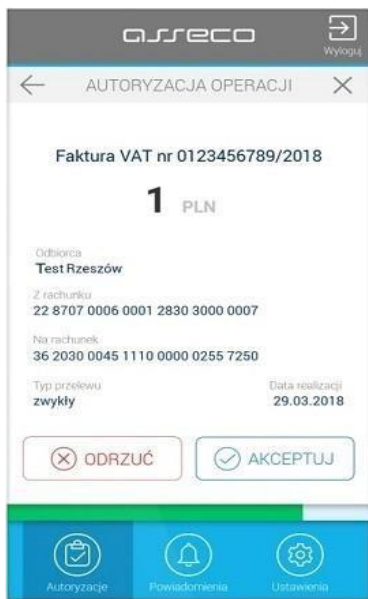 asseco
Wyloguj
AUTORYZACJA OPERACJI
Faktura VAT nr 0123456789/2018
1 PLN
Odbiorca
Test Rzeszów
Z rachunku
22 8707 0006 0001 2830 3000 0007
Na rachunek
36 2030 0045 1110 0000 0255 7250
Typ przelewu Data realizacji
zwykły 29.03.2018
ODRZUĆ AKCEPTUJ
Autoryzacje Powiadomienia Ustawienia